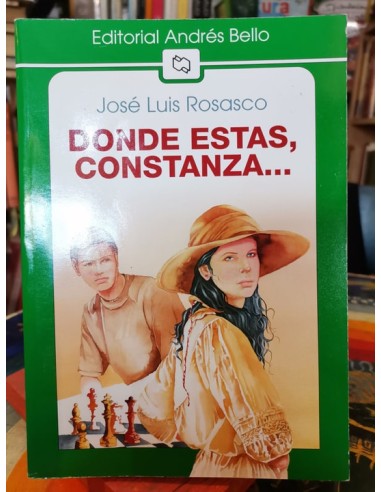 Editorial Andrés Bello
José Luis Rosasco
DONDE ESTAS,
CONSTANZA...